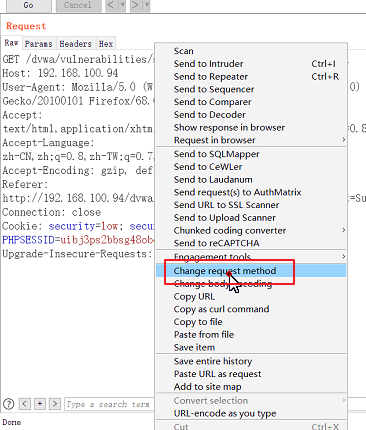 Go
Cancel
< 
>
Request
Raw
Params
Headers
Hex
GET /dvwa/vulnerabilities/
Host: 192.168.100.94
User-Agent: Mozilla/5.0 (W
0)
Gecko/20100101 Firefox/68.
Accept:
text/html,application/xhtm
=0.8
Accept-Language:
zh-CN,zh;q=0.8,zh-TW;q=0.7
Accept-Encoding: gzip, def
Referer:
http://192.168.100.94/dvwa
=Su
Connection: close
Cookie: security=low; secu
PHPSESSID=uibj3ps2bbsg48ob
Upgrade-Insecure-Requests:
Scan
Send to Intruder Ctrl+I
Send to Repeater Ctrl+R
Send to Sequencer
Send to Comparer
Send to Decoder
Show response in browser
Request in browser >
Send to SQLMapper
Send to CeWLer
Send to Laudanum
Send request(s) to AuthMatrix
Send URL to SSL Scanner
Send to Upload Scanner
Chunked coding converter >
Send to reCAPTCHA
Engagement tools >
Change request method
Change body encoding
Copy URL
Copy as curl command
Copy to file
Paste from file
Save item
Save entire history
Paste URL as request
Add to site map
Convert selection >
URL-encode as you type
Cut Ctrl+X
? < + > Type a search term
Done